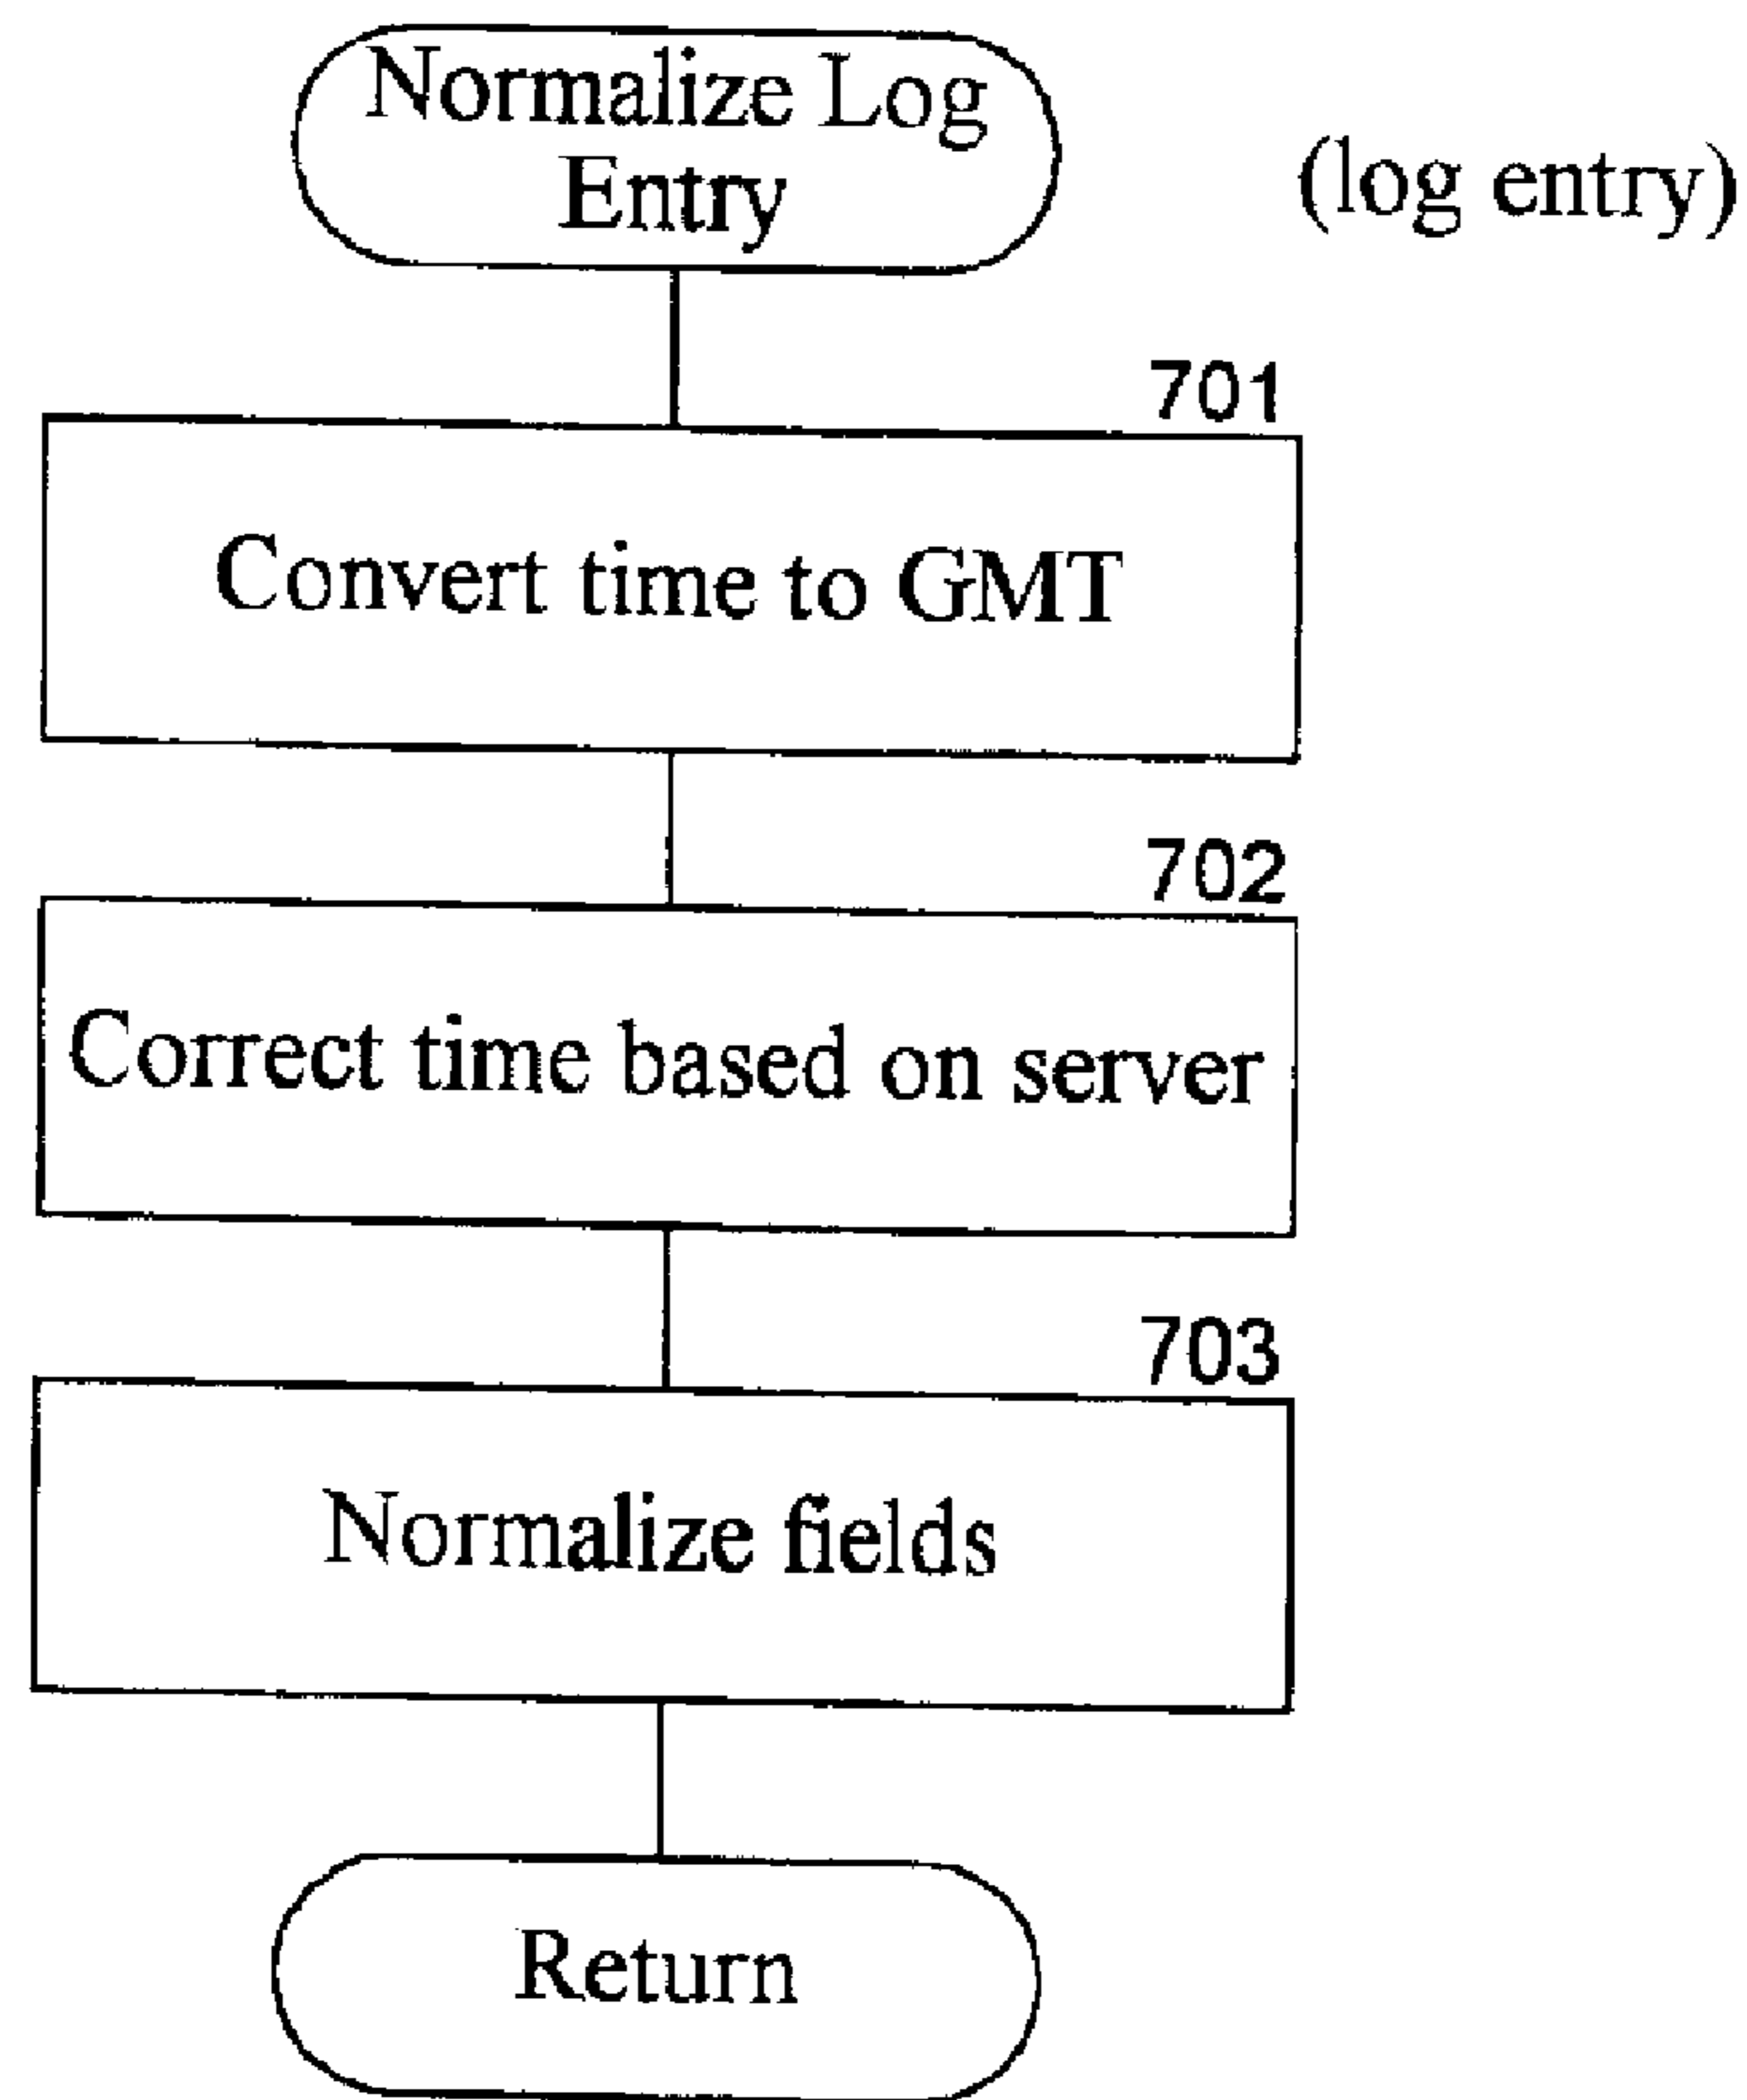 Normalize Log
Entry
(log entry)
701
Convert time to GMT
702
Correct time based on server
703
Normalize fields
Return